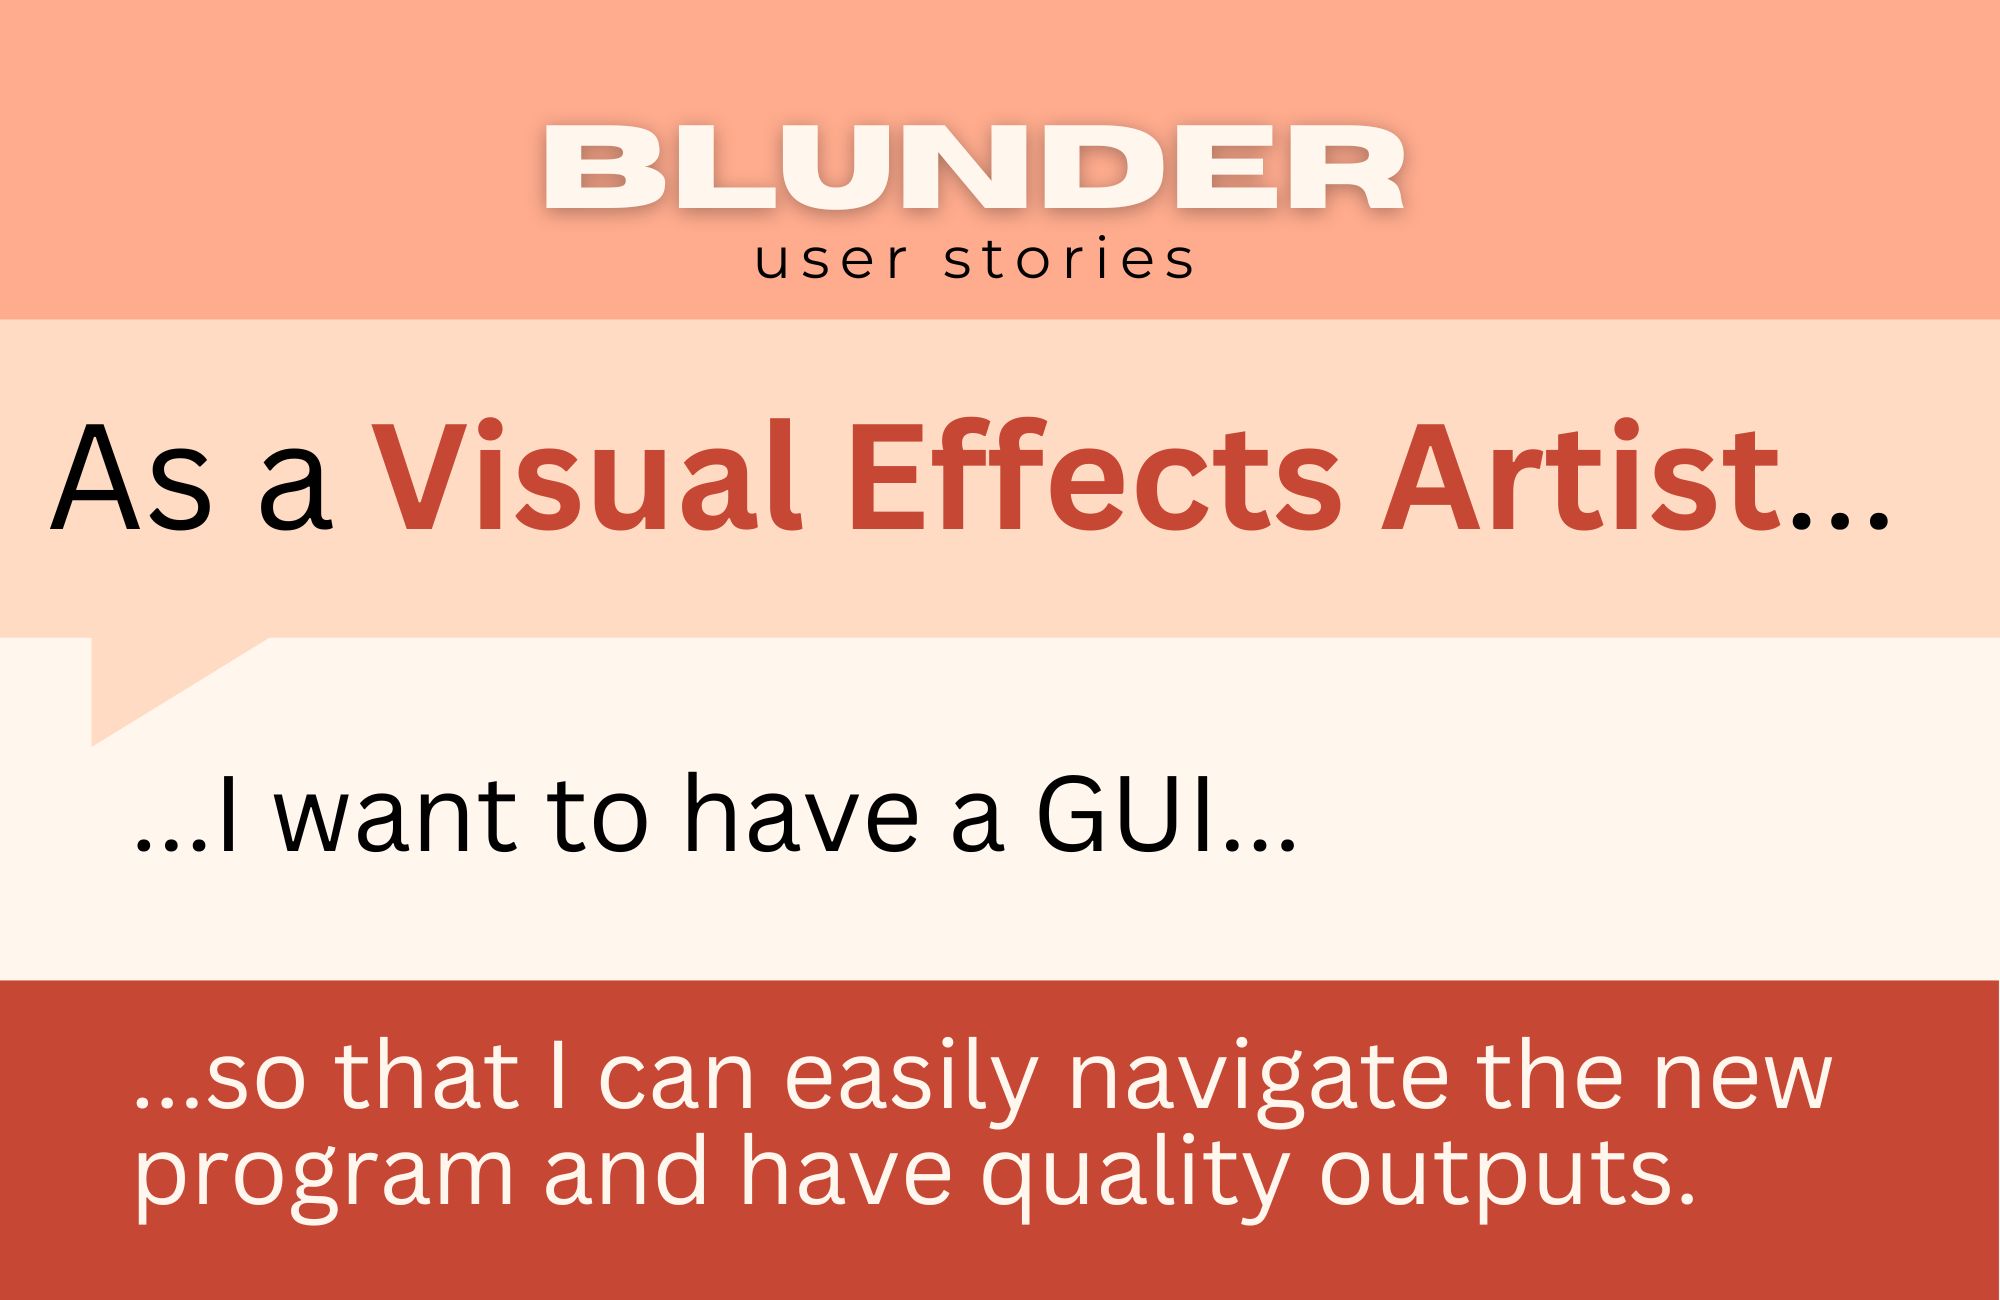 BLUNDER
user stories
As a Visual Effects Artist...
...I want to have a GUI...
...so that I can easily navigate the new
program and have quality outputs.